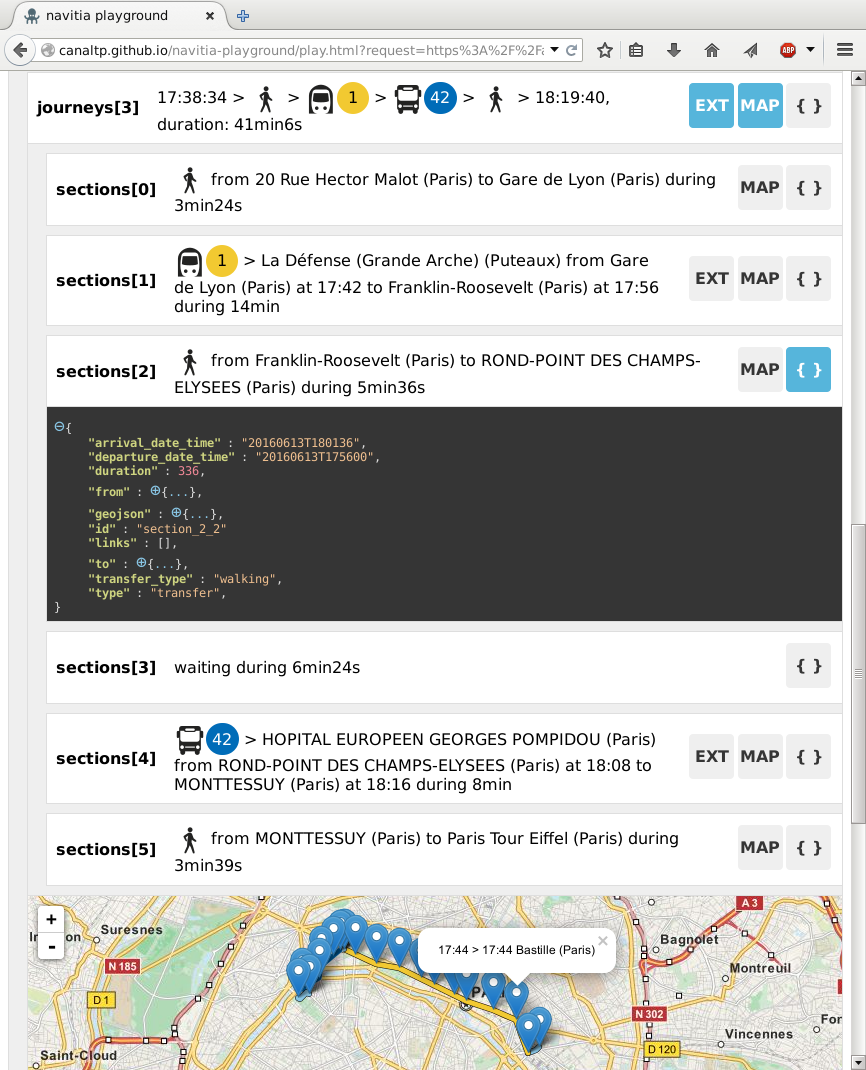 navitia playground
canaltp.github.io/navitia-playground/play.html?request=https%3A%2F%2F
ABP
journeys[3]
17:38:34 > > 1 > 42 > > 18:19:40,
duration: 41min6s
EXT MAP { }
sections[0]
from 20 Rue Hector Malot (Paris) to Gare de Lyon (Paris) during
3min24s
MAP { }
sections[1]
1 > La Défense (Grande Arche) (Puteaux) from Gare
de Lyon (Paris) at 17:42 to Franklin-Roosevelt (Paris) at 17:56
during 14min
EXT MAP { }
sections[2]
from Franklin-Roosevelt (Paris) to ROND-POINT DES CHAMPS-
ELYSEES (Paris) during 5min36s
MAP { }
{
"arrival_date_time" : "20160613T180136",
"departure_date_time" : "20160613T175600",
"duration" : 336,
"from" : {...},
"geojson" : {...},
"id" : "section_2_2"
"links" : [],
"to" : {...},
"transfer_type" : "walking",
"type" : "transfer",
}
sections[3]
waiting during 6min24s
{ }
sections[4]
42 > HOPITAL EUROPEEN GEORGES POMPIDOU (Paris)
from ROND-POINT DES CHAMPS-ELYSEES (Paris) at 18:08 to
MONTTESSUY (Paris) at 18:16 during 8min
EXT MAP { }
sections[5]
from MONTTESSUY (Paris) to Paris Tour Eiffel (Paris) during
3min39s
MAP { }
+
-
A 3
Suresnes
17:44 > 17:44 Bastille (Paris)
×
Bagnolet
N 185
Montreuil
D 1
N 302
Vincennes
D 120
Saint-Cloud